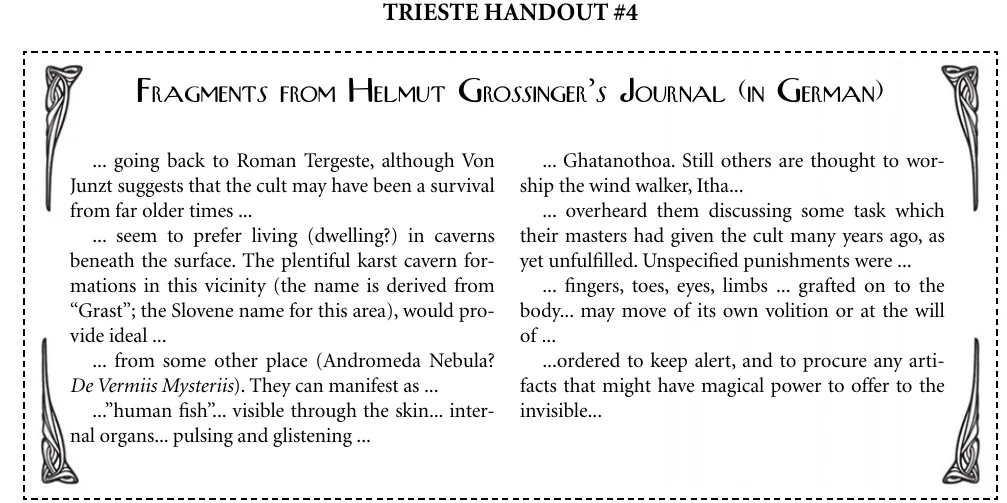 TRIESTE HANDOUT #4
Fragments from Helmut Grossinger's Journal (in German)
... going back to Roman Tergeste, although Von
Junzt suggests that the cult may have been a survival
from far older times ...
... seem to prefer living (dwelling?) in caverns
beneath the surface. The plentiful karst cavern for-
mations in this vicinity (the name is derived from
“Grast”; the Slovene name for this area), would pro-
vide ideal ...
... from some other place (Andromeda Nebula?
De Vermiis Mysteriis). They can manifest as ...
...”human fish”... visible through the skin... inter-
nal organs... pulsing and glistening ...
... Ghatanothoa. Still others are thought to wor-
ship the wind walker, Itha...
... overheard them discussing some task which
their masters had given the cult many years ago, as
yet unfulfilled. Unspecified punishments were ...
... fingers, toes, eyes, limbs ... grafted on to the
body... may move of its own volition or at the will
of ...
...ordered to keep alert, and to procure any arti-
facts that might have magical power to offer to the
invisible...